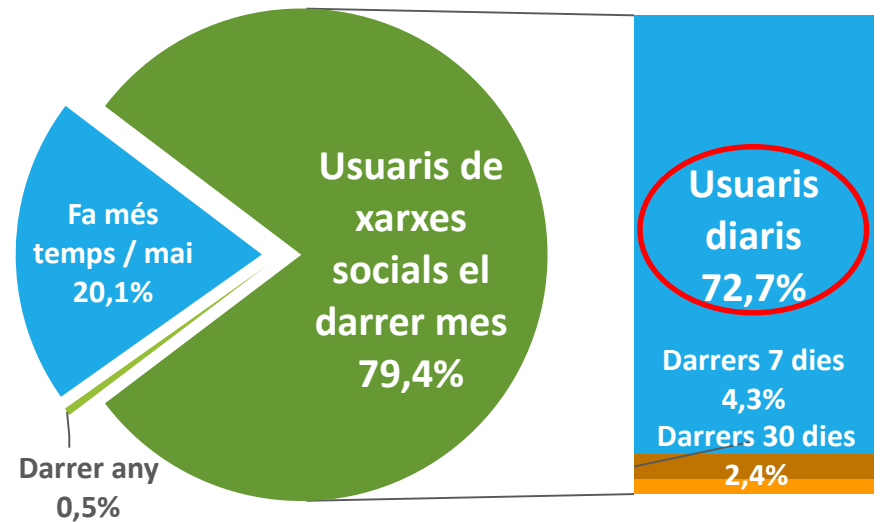 Usuaris de
xarxes
socials el
darrer mes
79,4%
Fa més
temps / mai
20,1%
Darrer any
0,5%
Usuaris
diaris
72,7%
Darrers 7 dies
4,3%
Darrers 30 dies
2,4%